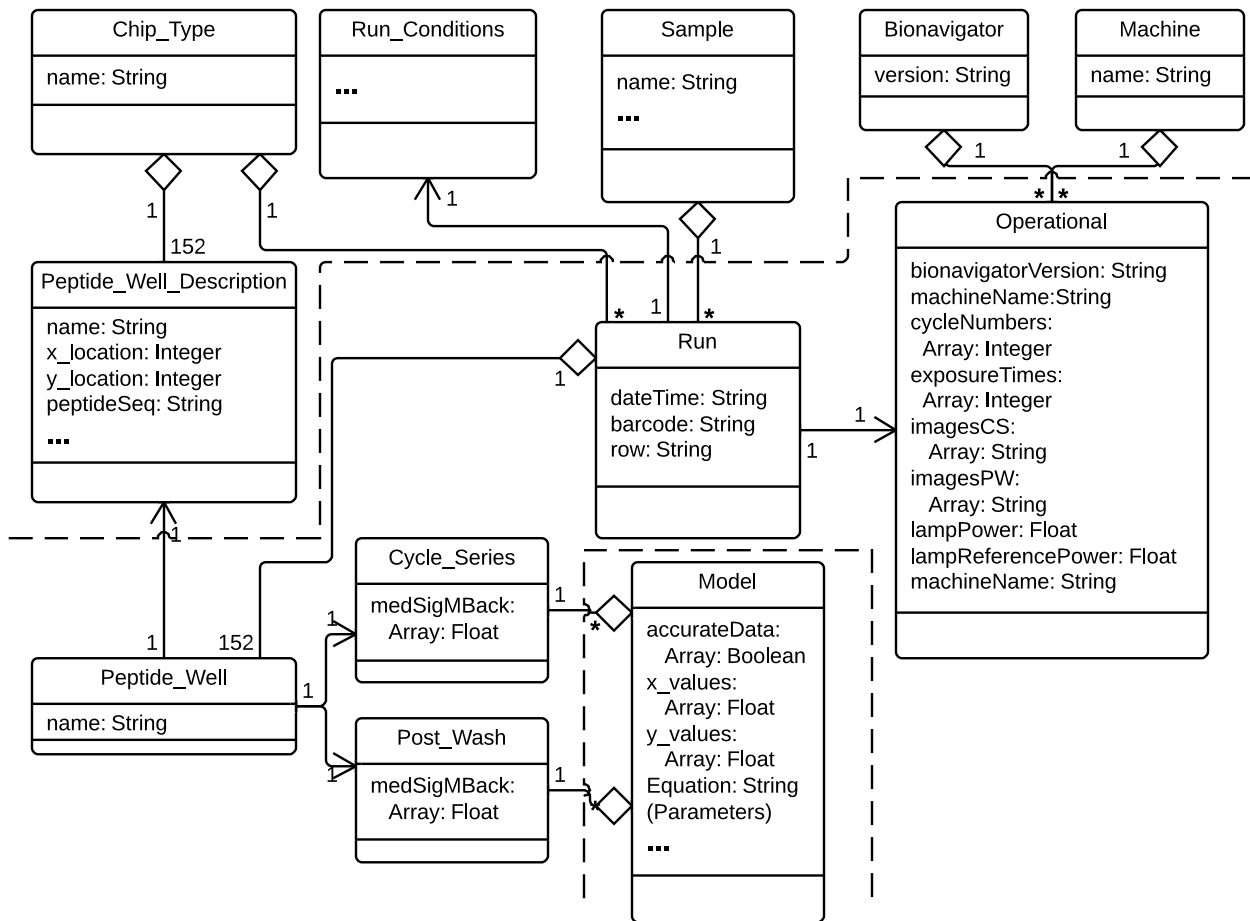 Chip_Type
name: String
Run_Conditions
...
Sample
name: String
...
Bionavigator
version: String
Machine
name: String
1
1
1
1
1
1
152
* *
Peptide_Well_Description
name: String
x_location: Integer
y_location: Integer
peptideSeq: String
...
*
1
*
Run
dateTime: String
barcode: String
row: String
1
1
1
Operational
bionavigatorVersion: String
machineName:String
cycleNumbers:
Array: Integer
exposureTimes:
Array: Integer
imagesCS:
Array: String
imagesPW:
Array: String
lampPower: Float
lampReferencePower: Float
machineName: String
1
1
152
Peptide_Well
name: String
1
1
1
Cycle_Series
medSigMBack:
Array: Float
1
*
Post_Wash
medSigMBack:
Array: Float
1
*
Model
accurateData:
Array: Boolean
x_values:
Array: Float
y_values:
Array: Float
Equation: String
(Parameters)
...